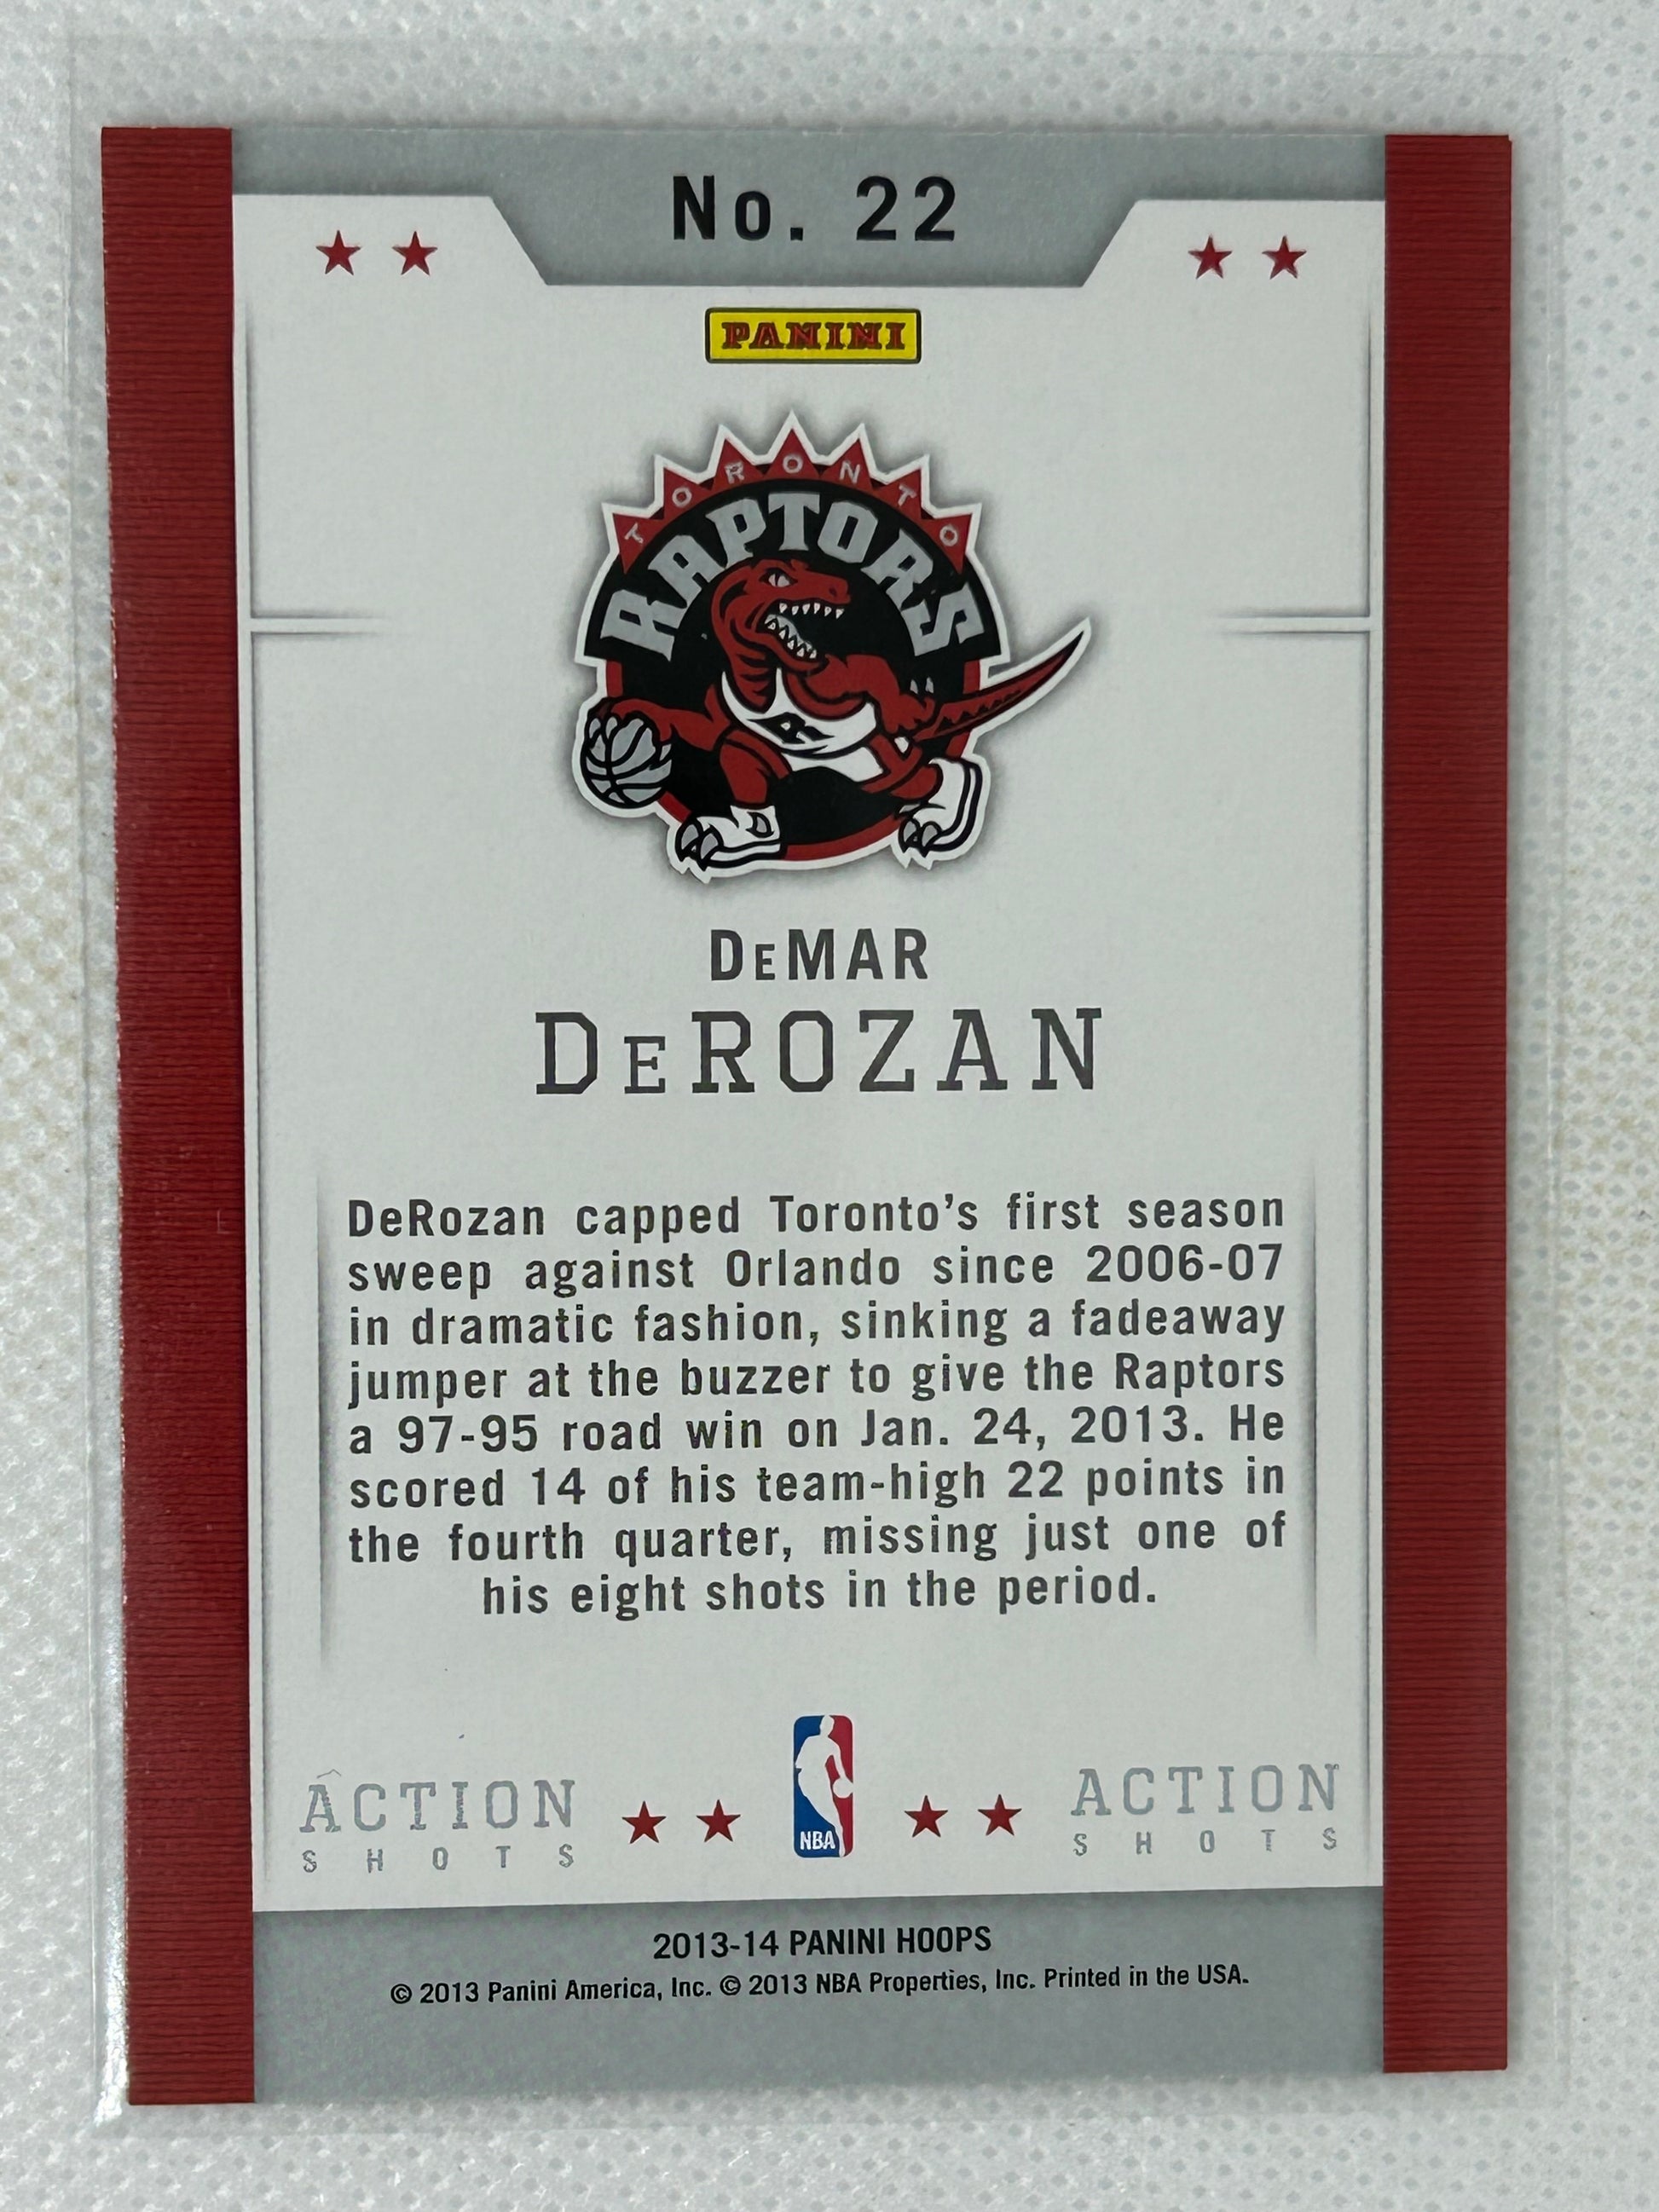 No. 22
PANINI
TORONTO
RAPTORS
DeMAR
DeROZAN
DeRozan capped Toronto's first season
sweep against Orlando since 2006-07
in dramatic fashion, sinking a fadeaway
jumper at the buzzer to give the Raptors
a 97-95 road win on Jan. 24, 2013. He
scored 14 of his team-high 22 points in
the fourth quarter, missing just one of
his eight shots in the period.
ACTION
SHOTS
NBA
ACTION
SHOTS
2013-14 PANINI HOOPS
© 2013 Panini America, Inc. © 2013 NBA Properties, Inc. Printed in the USA.